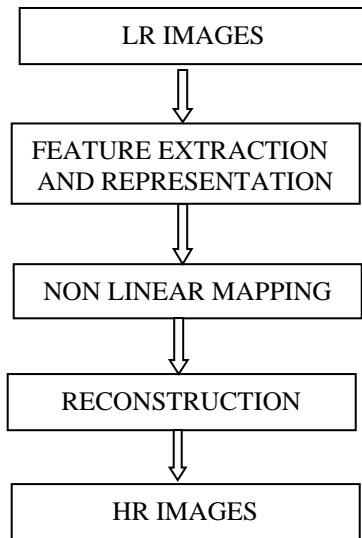 LR IMAGES
FEATURE EXTRACTION
AND REPRESENTATION
NON LINEAR MAPPING
RECONSTRUCTION
HR IMAGES